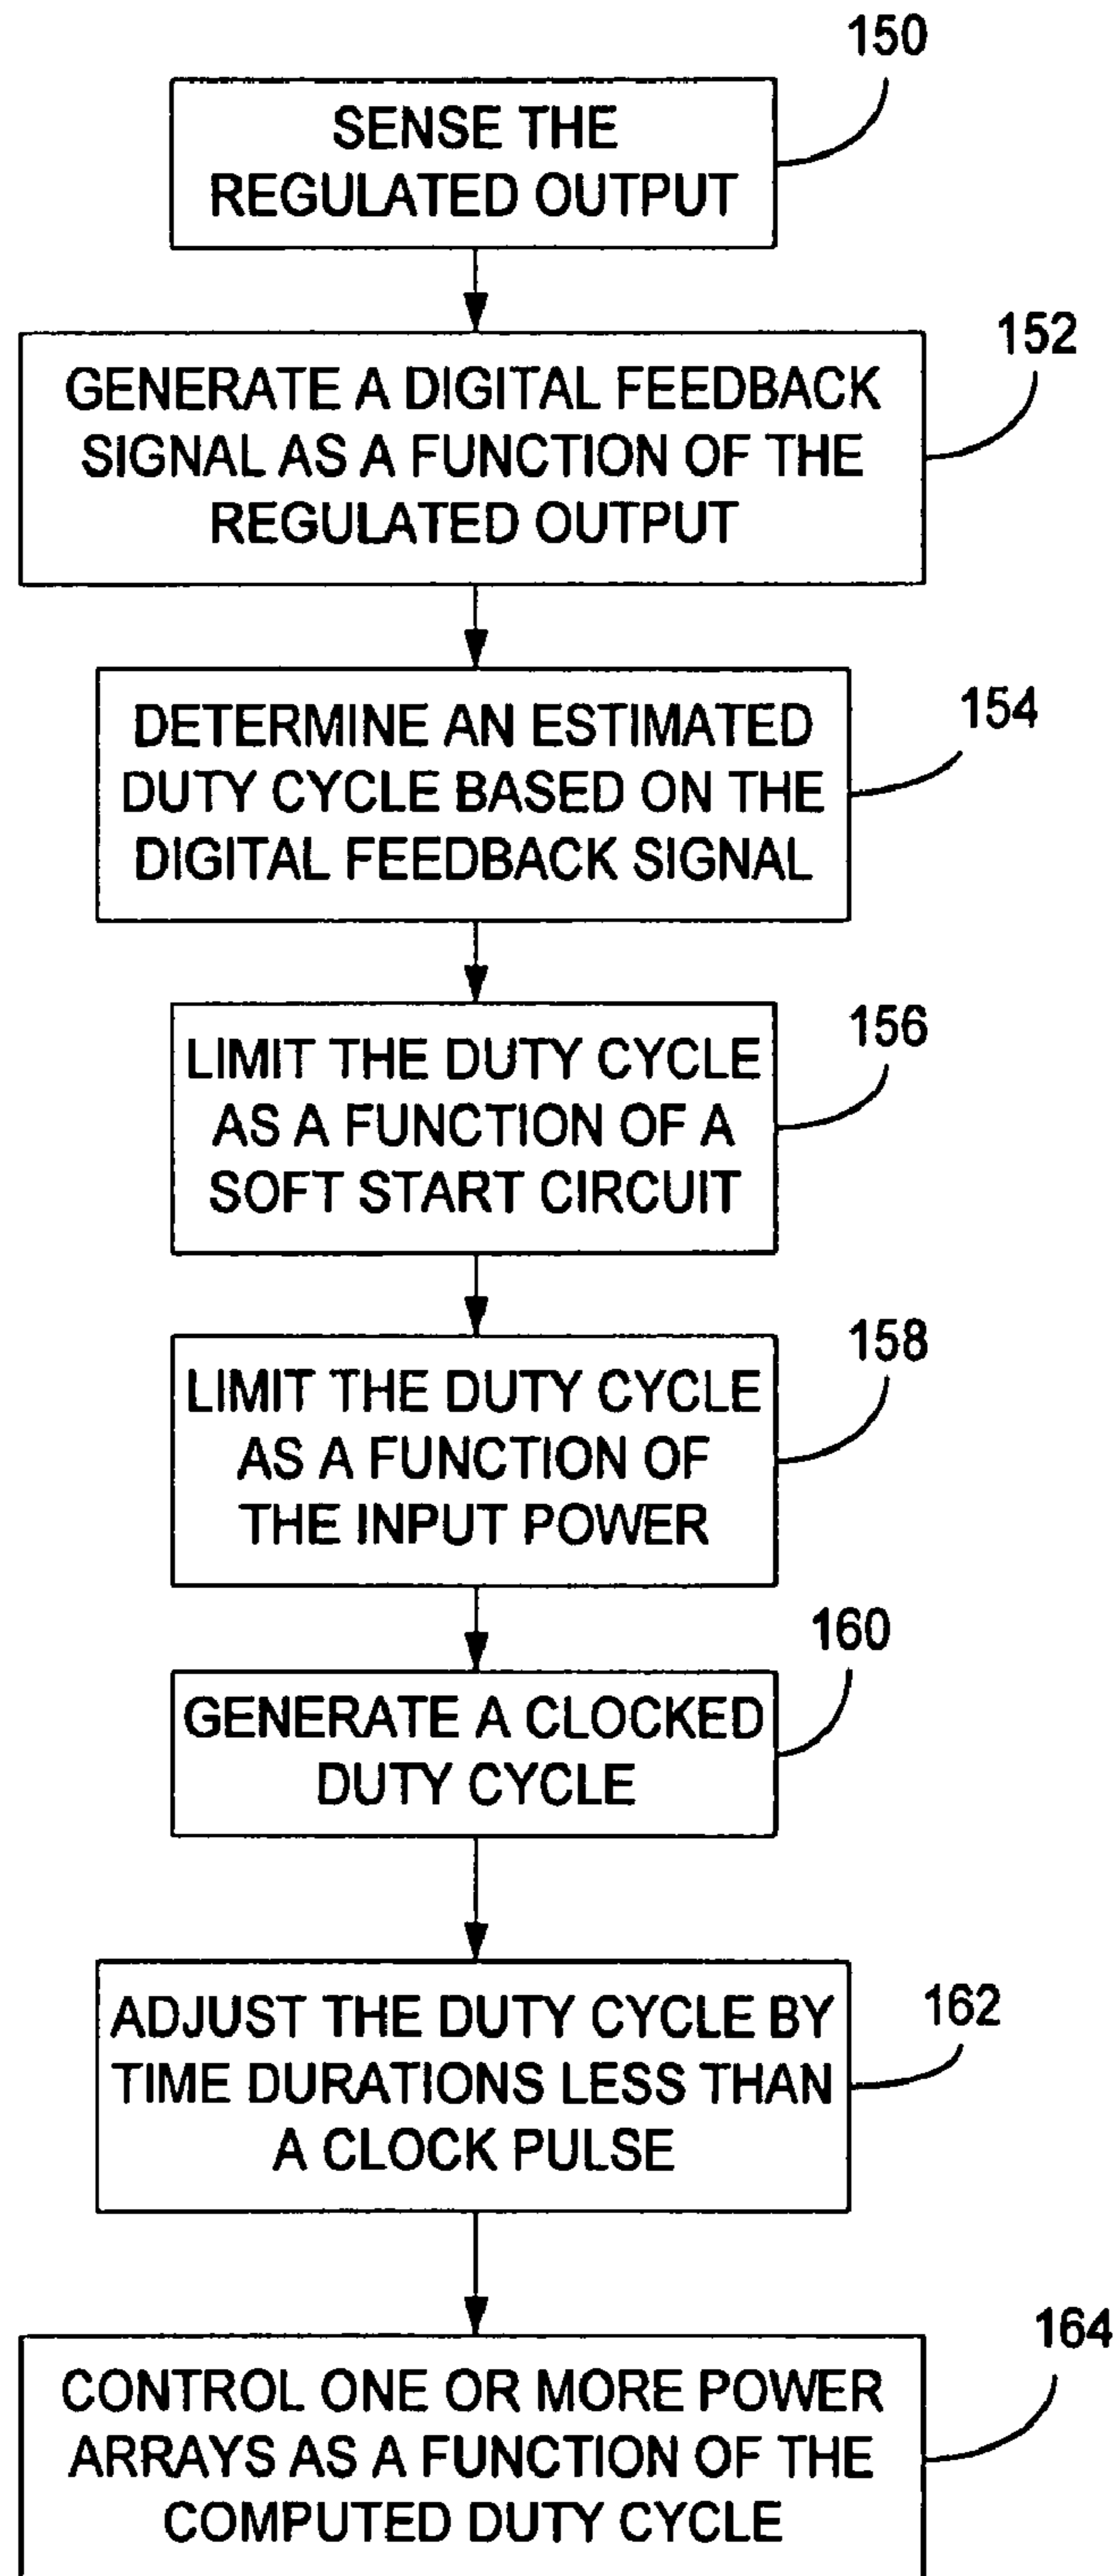 150
SENSE THE
REGULATED OUTPUT
152
GENERATE A DIGITAL FEEDBACK
SIGNAL AS A FUNCTION OF THE
REGULATED OUTPUT
154
DETERMINE AN ESTIMATED
DUTY CYCLE BASED ON THE
DIGITAL FEEDBACK SIGNAL
156
LIMIT THE DUTY CYCLE
AS A FUNCTION OF A
SOFT START CIRCUIT
158
LIMIT THE DUTY CYCLE
AS A FUNCTION OF
THE INPUT POWER
160
GENERATE A CLOCKED
DUTY CYCLE
162
ADJUST THE DUTY CYCLE BY
TIME DURATIONS LESS THAN
A CLOCK PULSE
164
CONTROL ONE OR MORE POWER
ARRAYS AS A FUNCTION OF THE
COMPUTED DUTY CYCLE